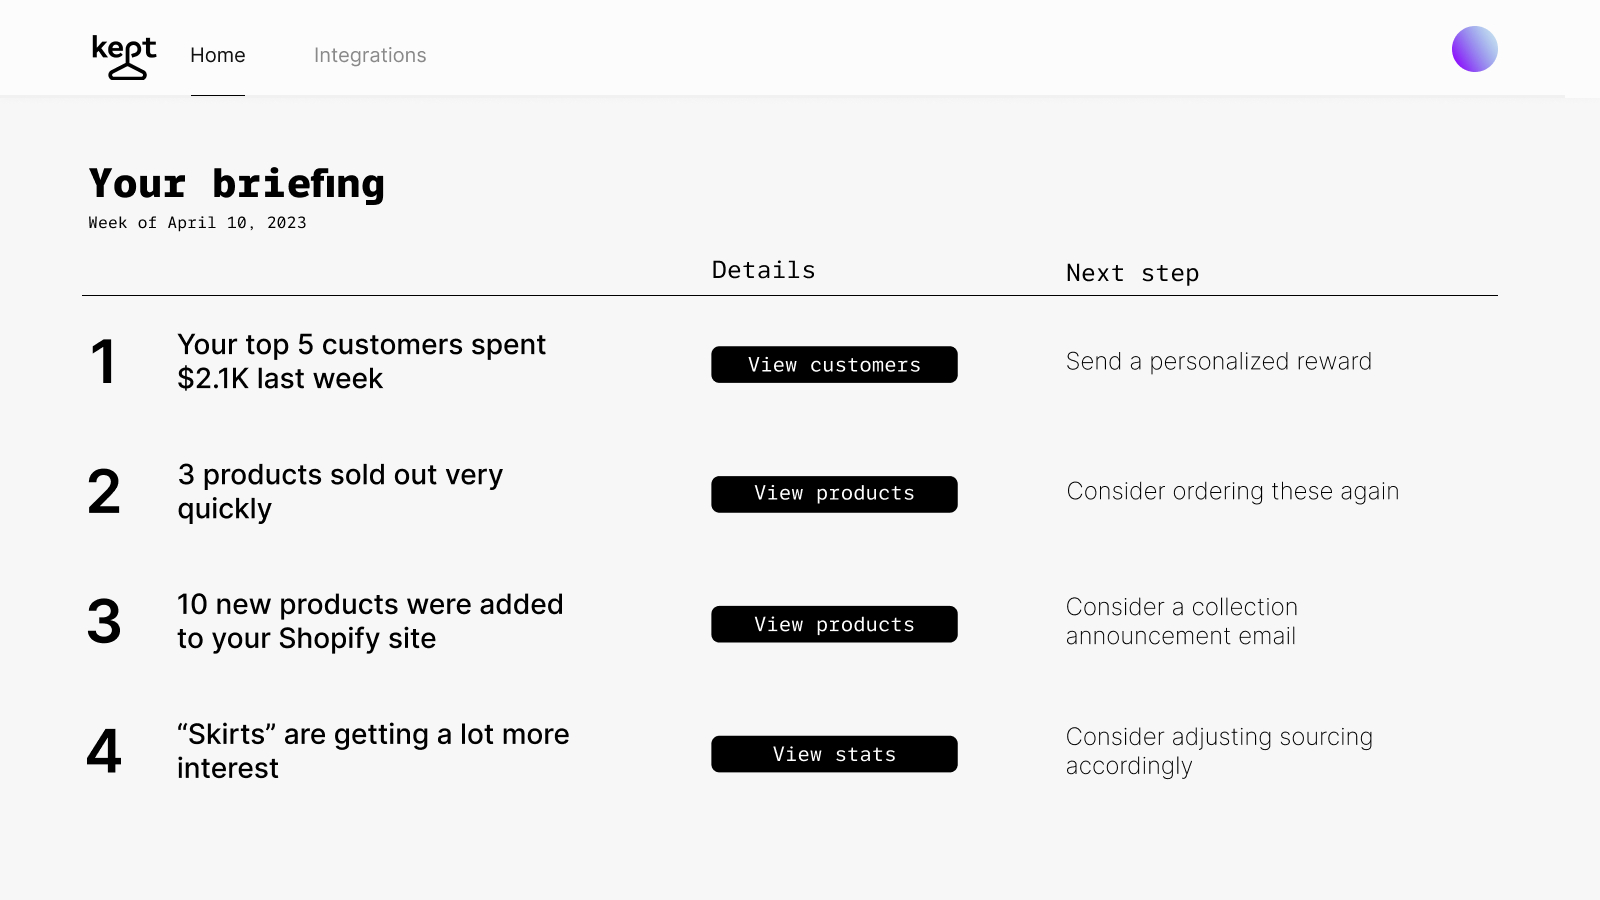 kept
Home
Integrations
Your briefing
Week of April 10, 2023
Details
Next step
1
Your top 5 customers spent
$2.1K last week
View customers
Send a personalized reward
2
3 products sold out very
quickly
View products
Consider ordering these again
3
10 new products were added
to your Shopify site
View products
Consider a collection
announcement email
4
“Skirts” are getting a lot more
interest
View stats
Consider adjusting sourcing
accordingly